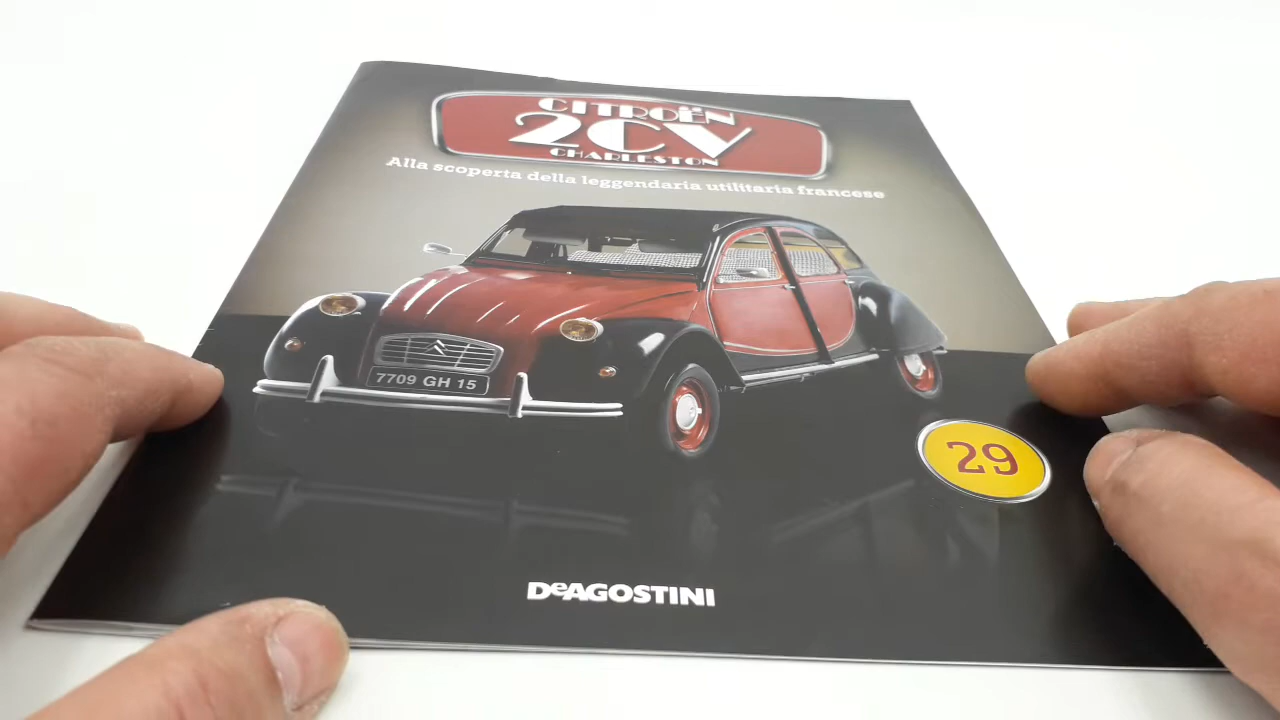 CITROËN
2CV
CHARLESTON
Alla scoperta della leggendaria utilitaria francese
7709 GH 15
29
DeAGOSTINI